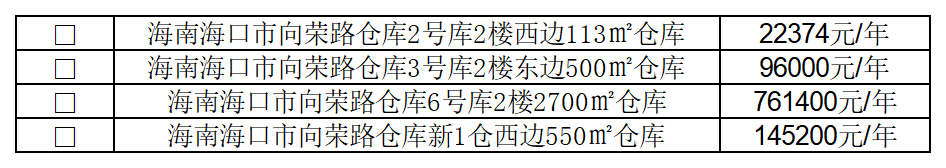 □ 海南海口市向荣路仓库2号库2楼西边113㎡仓库 22374元/年
□ 海南海口市向荣路仓库3号库2楼东边500㎡仓库 96000元/年
□ 海南海口市向荣路仓库6号库2楼2700㎡仓库 761400元/年
□ 海南海口市向荣路仓库新1仓西边550㎡仓库 145200元/年